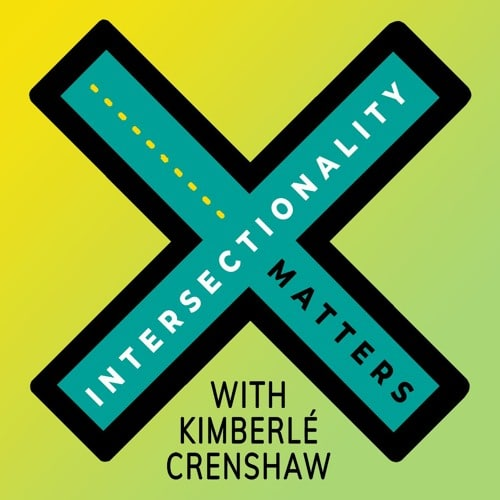 INTERSECTIONALITY
MATTERS
WITH
KIMBERLÉ
CRENSHAW